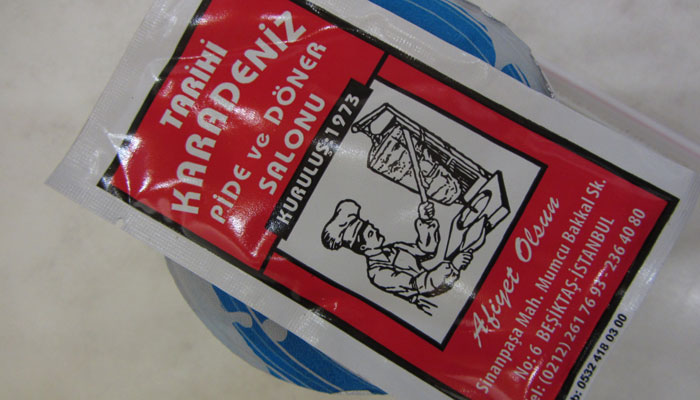 TARİHİ
KARADENİZ
PİDE ve DÖNER
SALONU
KURULUŞ 1973
Afiyet Olsun
Sinanpaşa Mah. Mumcu Bakkal Sk.
No: 6 BEŞİKTAŞ-İSTANBUL
Tel: (0212) 261 76 93 - 236 40 80
b: 0532 418 03 00